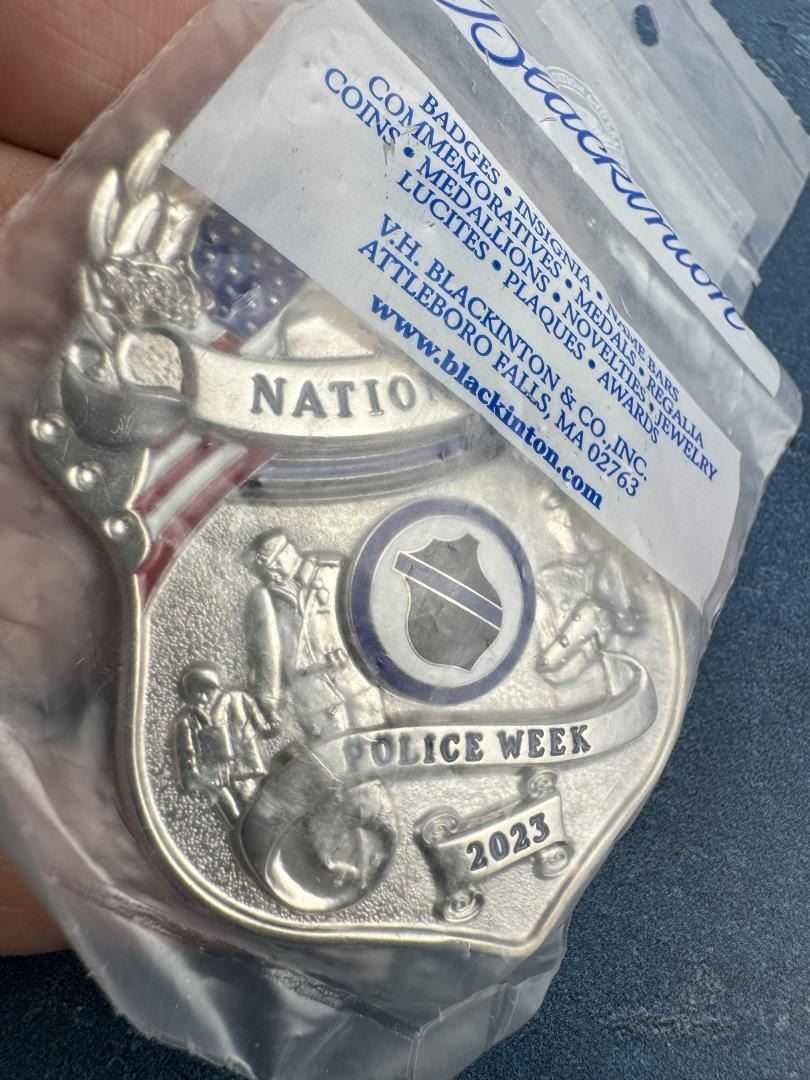 Blackinton
BADGES • INSIGNIA • NAME BARS
COMMEMORATIVES • MEDALS • REGALIA
COINS • MEDALLIONS • NOVELTIES • JEWELRY
LUCITES • PLAQUES • AWARDS
V.H. BLACKINTON & CO., INC.
ATTLEBORO FALLS, MA 02763
www.blackinton.com
NATIO
POLICE WEEK
2023